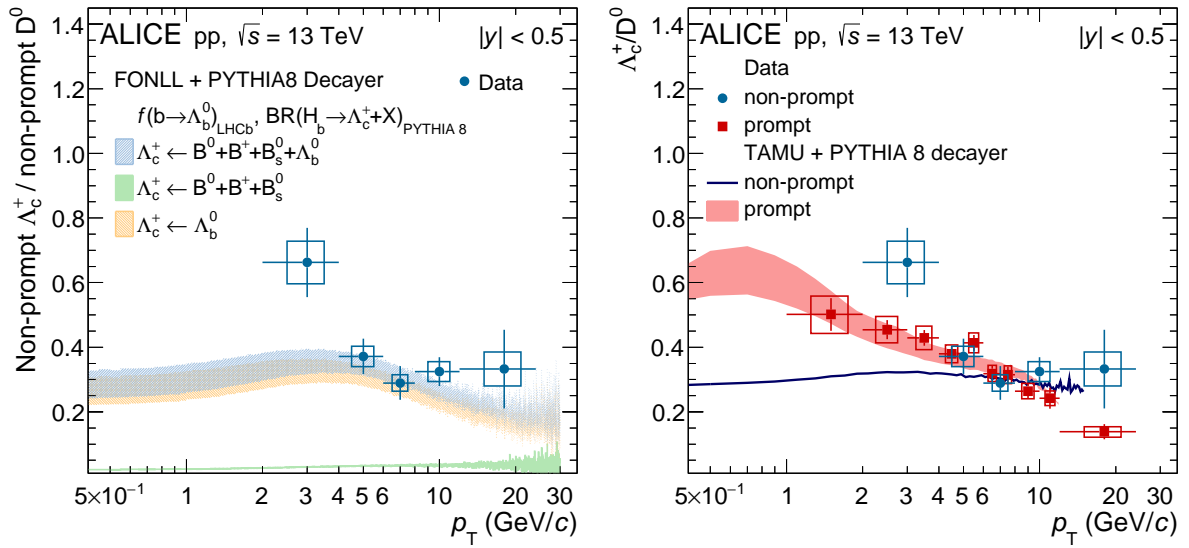 ALICE pp, √s = 13 TeV |y| < 0.5
FONLL + PYTHIA8 Decayer
Data
f(b→Λb0)LHCb, BR(Hb→Λc++X)PYTHIA 8
Λc+ ← B0+B++Bs0+Λb0
Λc+ ← B0+B++Bs0
Λc+ ← Λb0
Non-prompt Λc+ / non-prompt D0
1.4
1.2
1.0
0.8
0.6
0.4
0.2
5×10−1 1 2 3 4 5 6 10 20 30
pT (GeV/c)
ALICE pp, √s = 13 TeV |y| < 0.5
Data
non-prompt
prompt
TAMU + PYTHIA 8 decayer
non-prompt
prompt
Λc+/D0
1.4
1.2
1.0
0.8
0.6
0.4
0.2
5×10−1 1 2 3 4 5 6 10 20 30
pT (GeV/c)